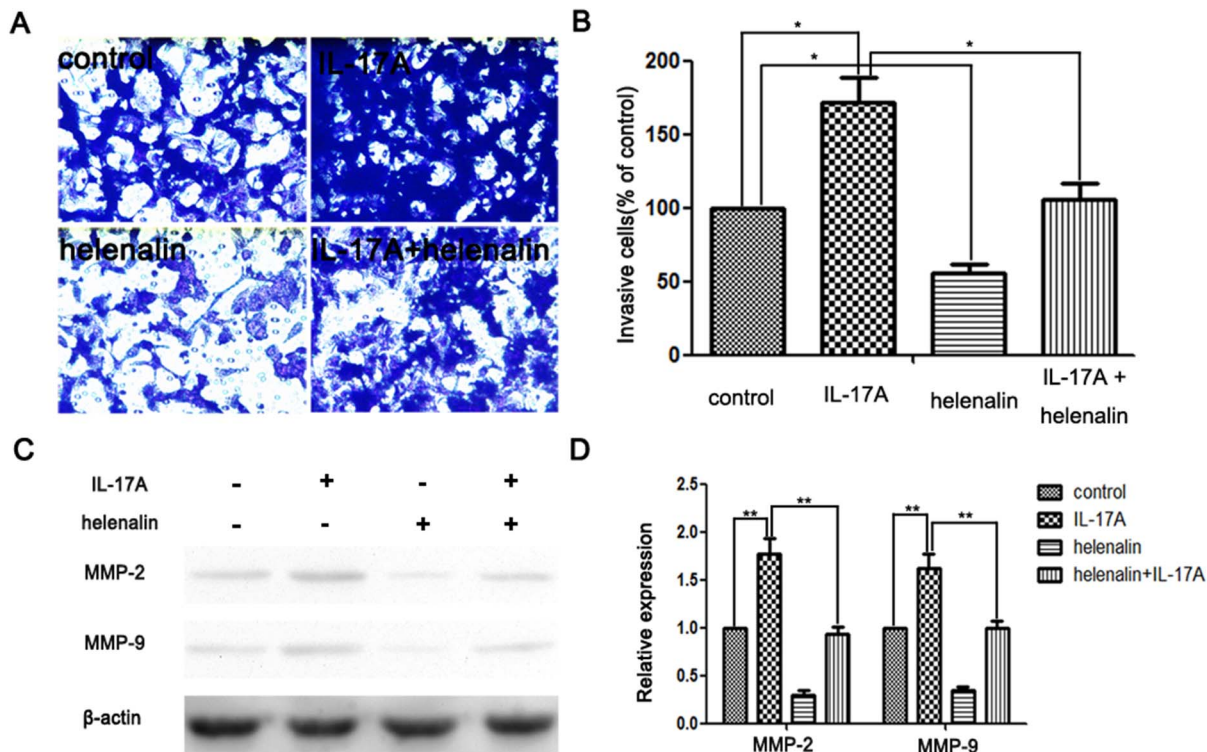 A
control
IL-17A
helenalin
IL-17A+helenalin
B
Invasive cells(% of control)
200
150
100
50
0
*
*
*
control
IL-17A
helenalin
IL-17A +
helenalin
C
IL-17A - + - +
helenalin - - + +
MMP-2
MMP-9
β-actin
D
Relative expression
2.5
2.0
1.5
1.0
0.5
0.0
** ** ** **
MMP-2 MMP-9
control
IL-17A
helenalin
helenalin+IL-17A